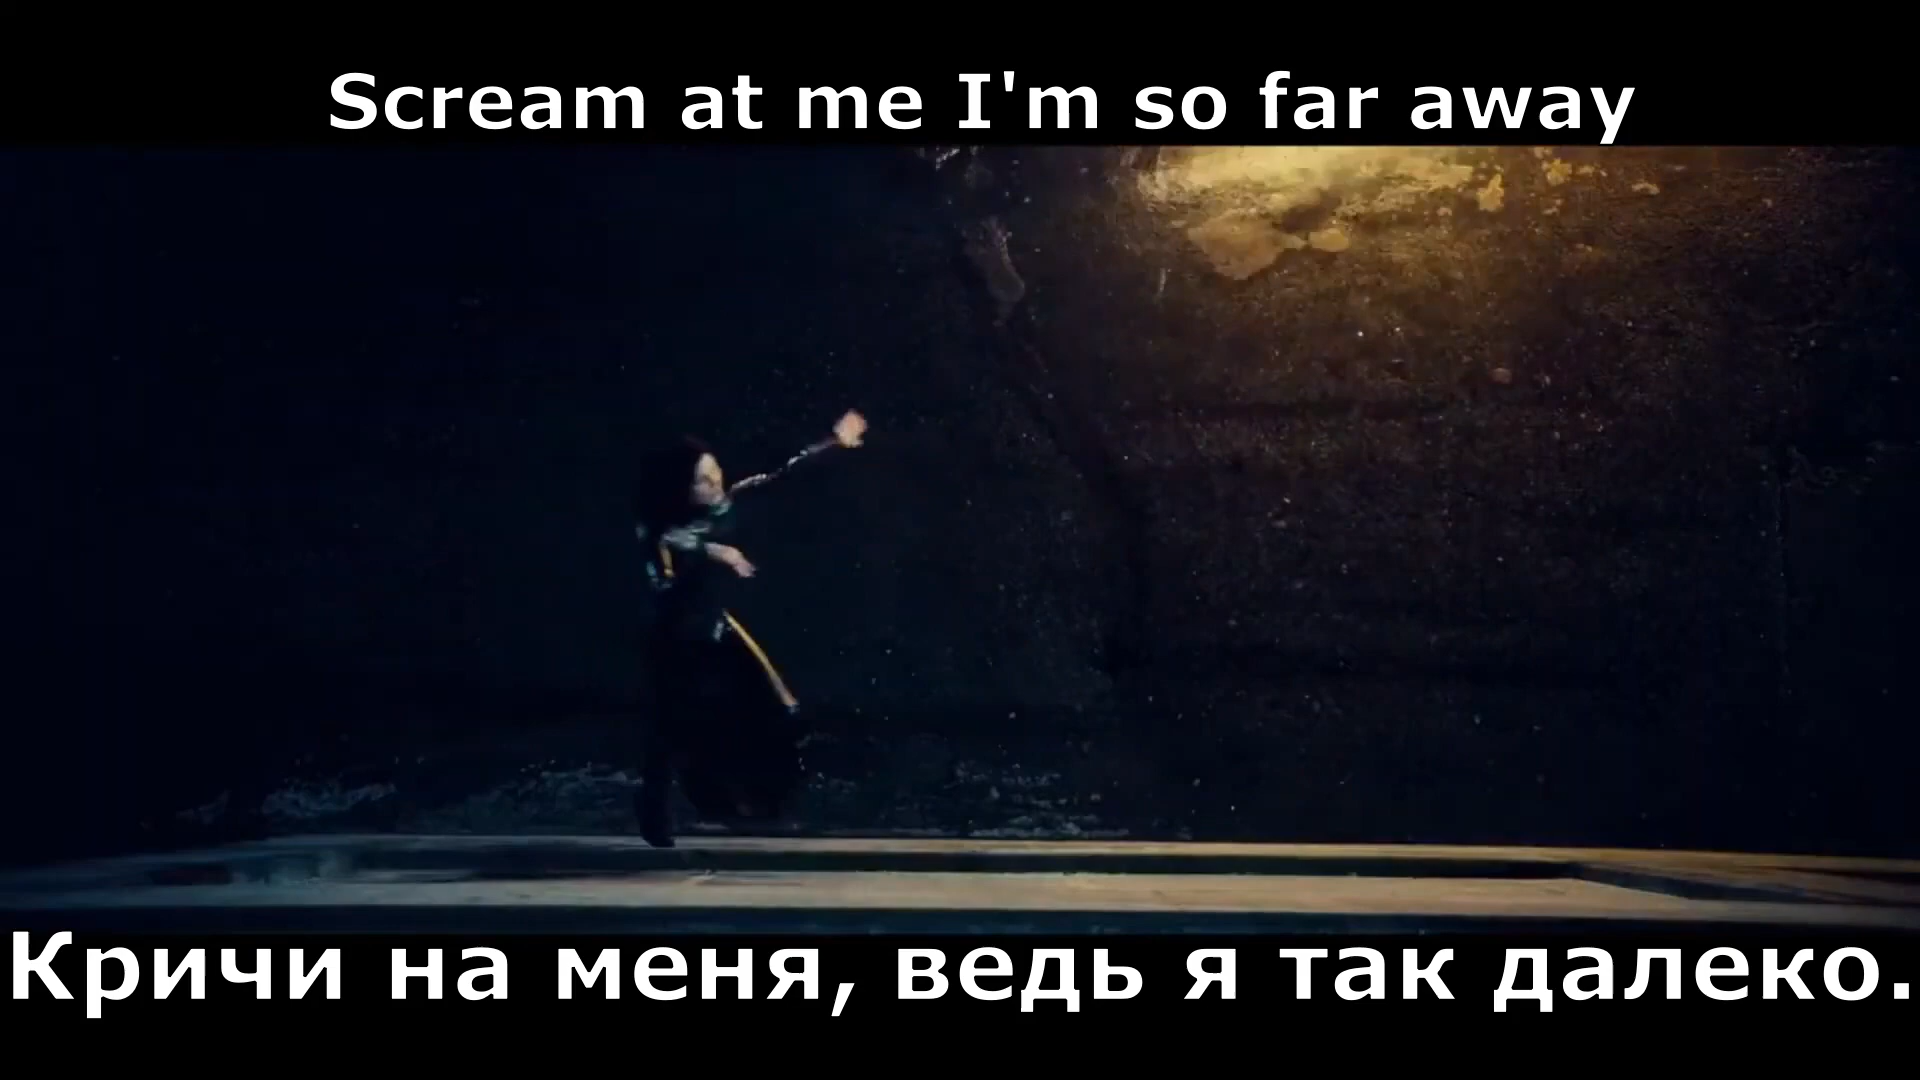 Scream at me I'm so far away
Кричи на меня, ведь я так далеко.